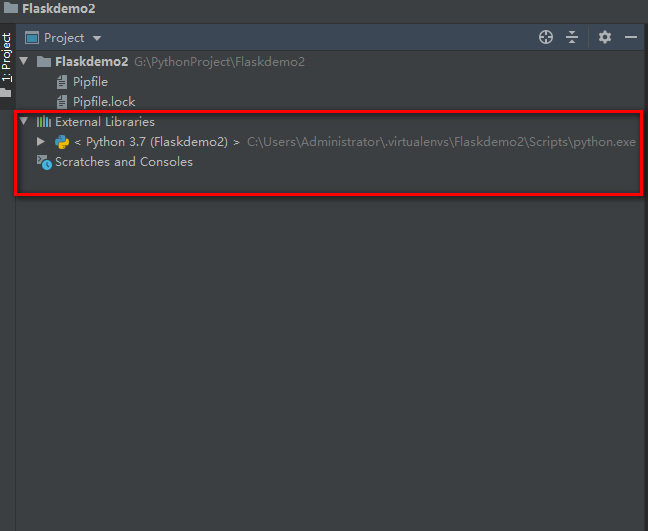 Flaskdemo2
1: Project
Project
Flaskdemo2 G:\PythonProject\Flaskdemo2
Pipfile
Pipfile.lock
External Libraries
< Python 3.7 (Flaskdemo2) > C:\Users\Administrator\.virtualenvs\Flaskdemo2\Scripts\python.exe
Scratches and Consoles